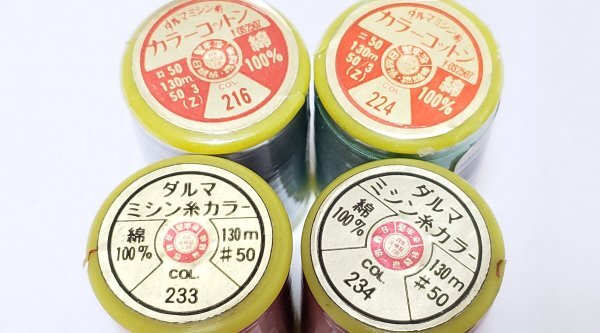 ダルマミシン糸
カラーコットン
YOS2507
#50
130m
50/3
(Z)
綿
100%
COL.
216
ダルマミシン糸
カラーコットン
YOS2507
#50
130m
50/3
(Z)
綿
100%
COL.
224
ダルマ
ミシン糸カラー
綿
100%
130m
#50
COL.
233
ダルマ
ミシン糸カラー
綿
100%
130m
#50
COL.
234